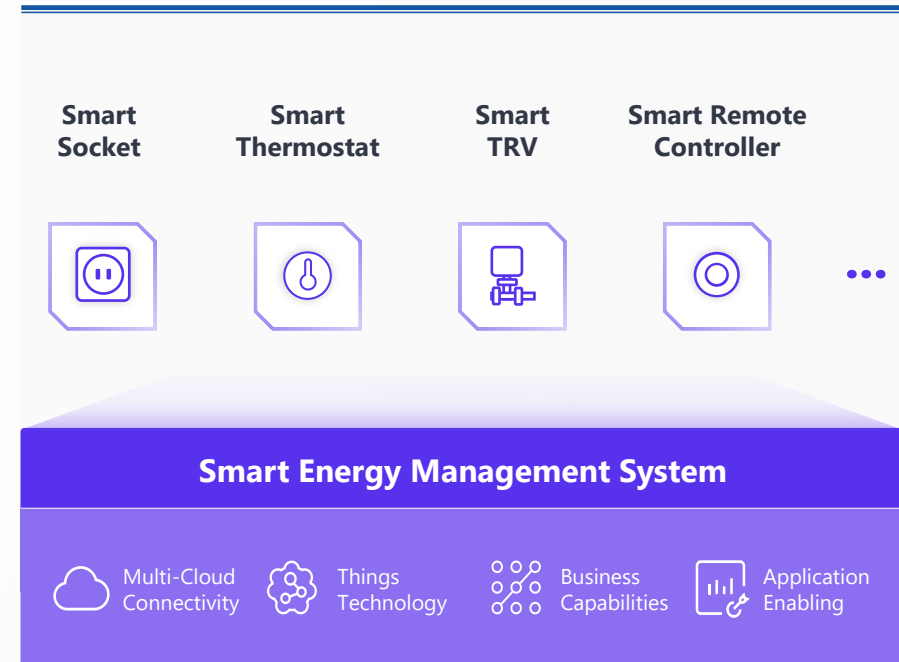 Smart
Socket
Smart
Thermostat
Smart
TRV
Smart Remote
Controller
Smart Energy Management System
Multi-Cloud
Connectivity
Things
Technology
Business
Capabilities
Application
Enabling